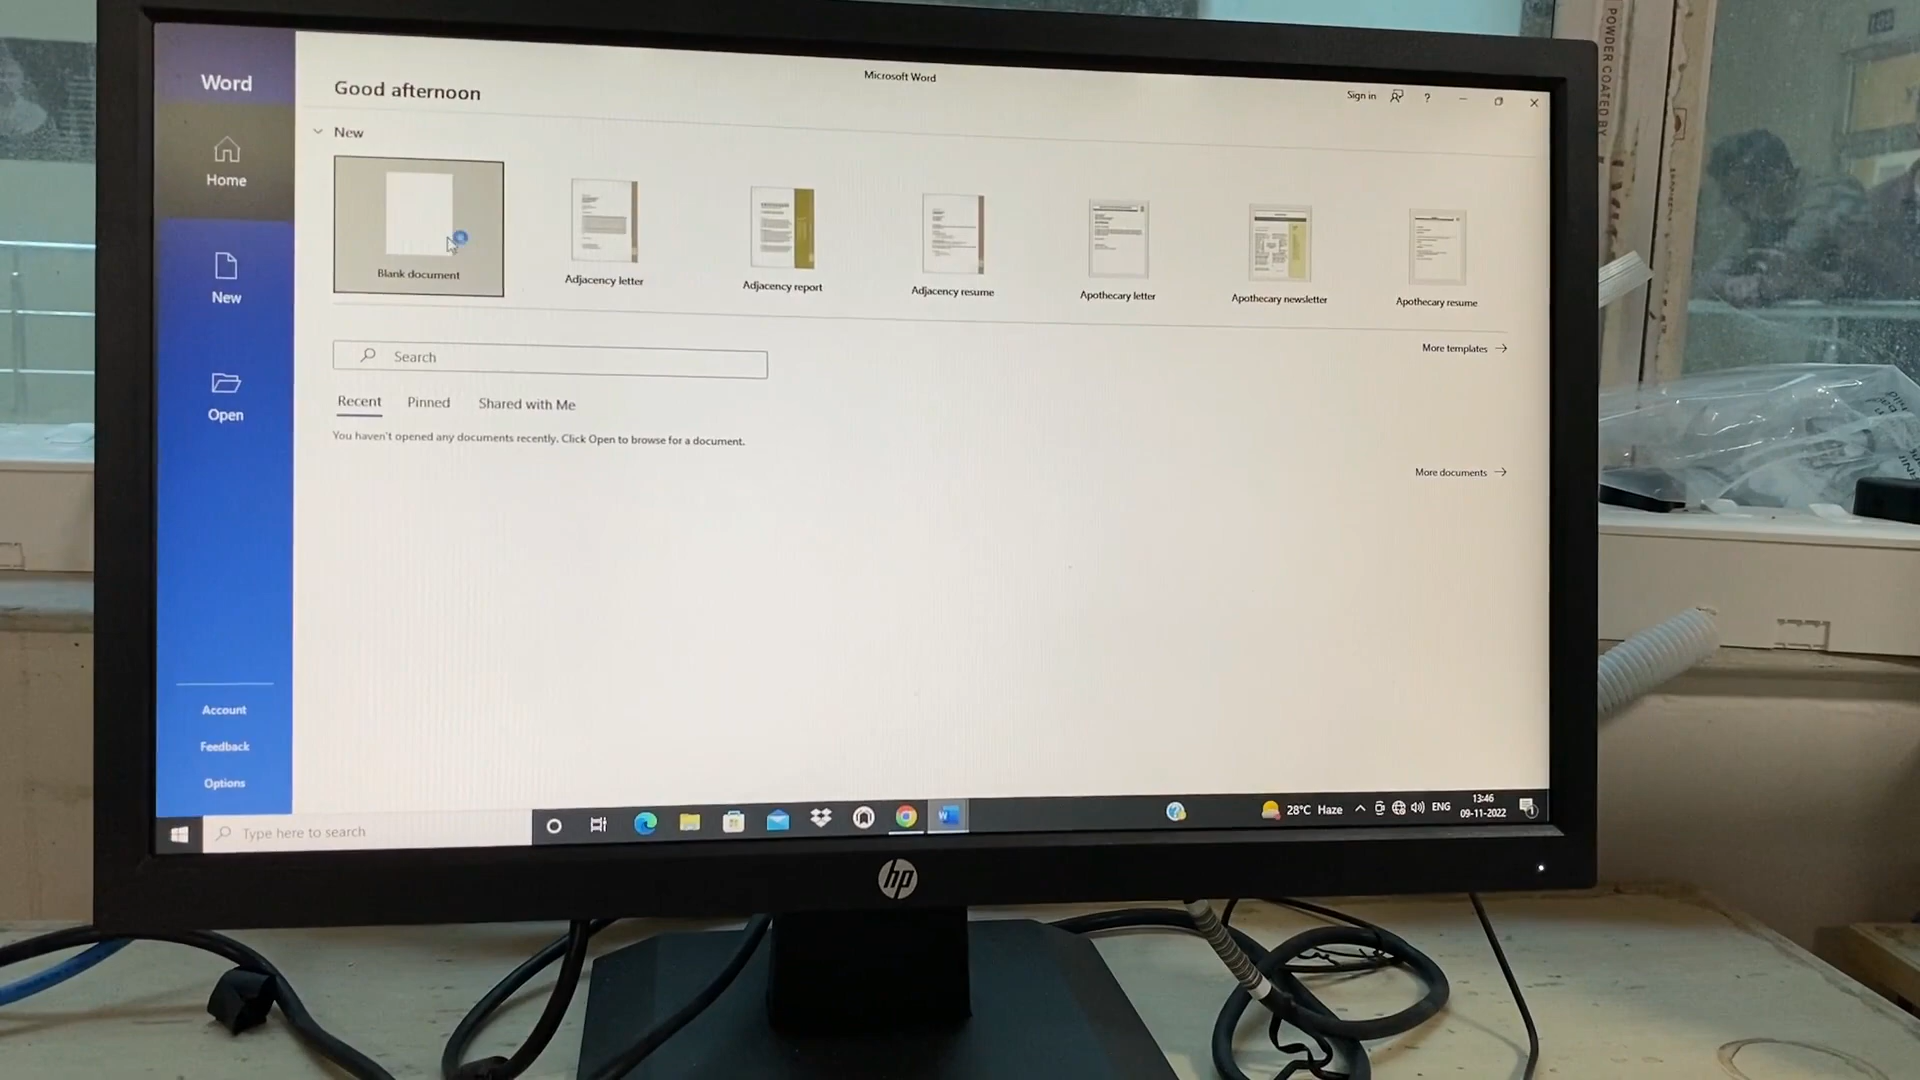 Word
Home
New
Open
Account
Feedback
Options
Microsoft Word
Sign in
?
Good afternoon
New
Blank document
Adjacency letter
Adjacency report
Adjacency resume
Apothecary letter
Apothecary newsletter
Apothecary resume
More templates
Search
Recent Pinned Shared with Me
You haven't opened any documents recently. Click Open to browse for a document.
More documents
Type here to search
28°C Haze
ENG
13:46
09-11-2022
hp
POWDER COATED BY